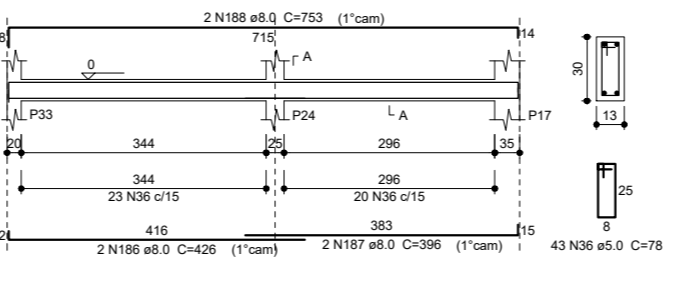 2 N188 ø8.0 C=753 (1°cam)
8 715 14
0 A
30
P33 P24 A P17
13
20 344 25 296 35
344 296
23 N36 c/15 20 N36 c/15
25
8
416 383 15
2 N186 ø8.0 C=426 (1°cam) 2 N187 ø8.0 C=396 (1°cam) 43 N36 ø5.0 C=78